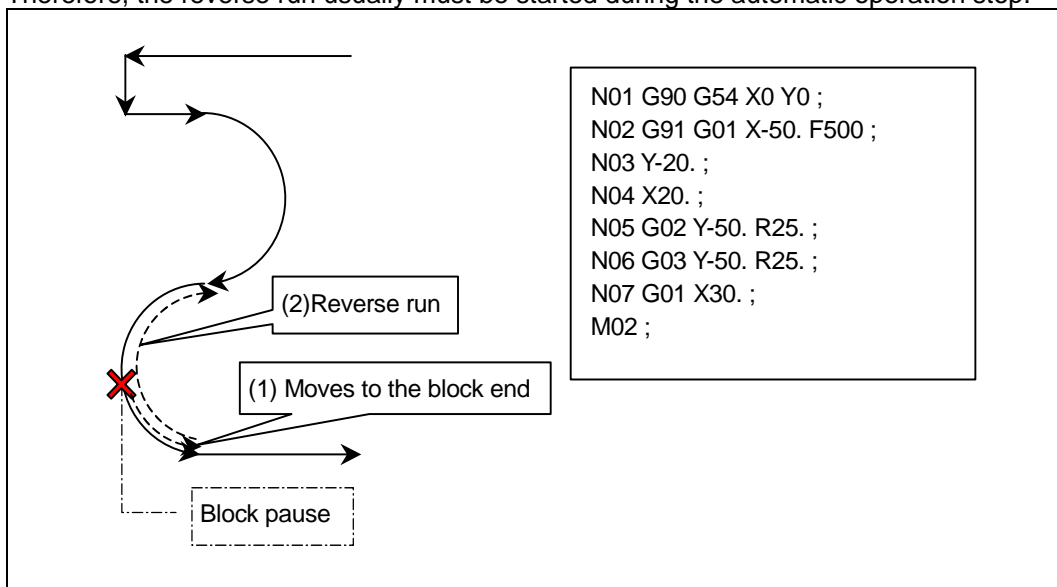 Therefore, the reverse run usually must be started during the automatic operation stop.
N01 G90 G54 X0 Y0 ;
N02 G91 G01 X-50. F500 ;
N03 Y-20. ;
N04 X20. ;
N05 G02 Y-50. R25. ;
N06 G03 Y-50. R25. ;
N07 G01 X30. ;
M02 ;
(2)Reverse run
(1) Moves to the block end
Block pause